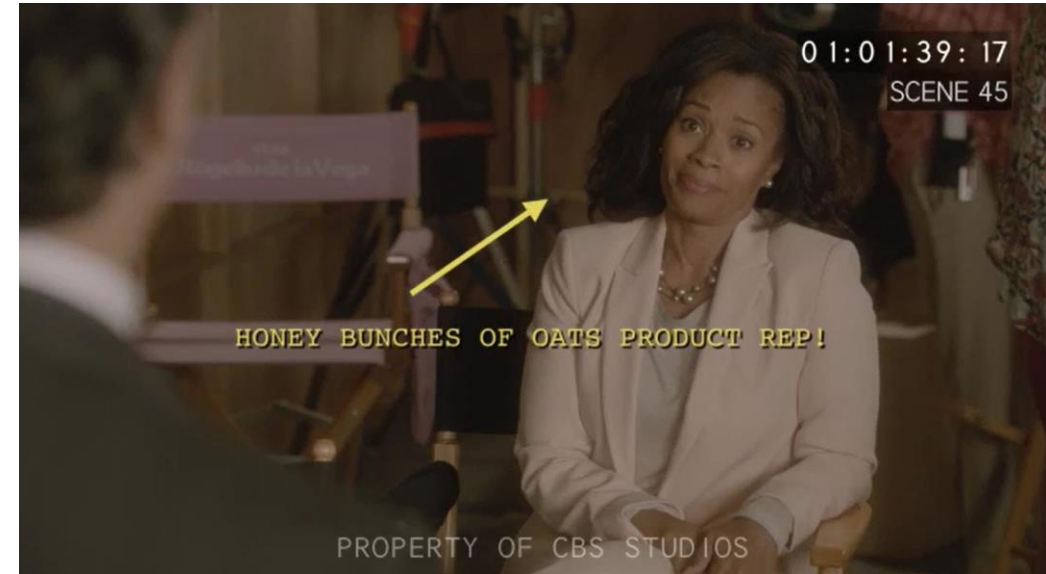 01:01:39:17
SCENE 45
HONEY BUNCHES OF OATS PRODUCT REP!
PROPERTY OF CBS STUDIOS